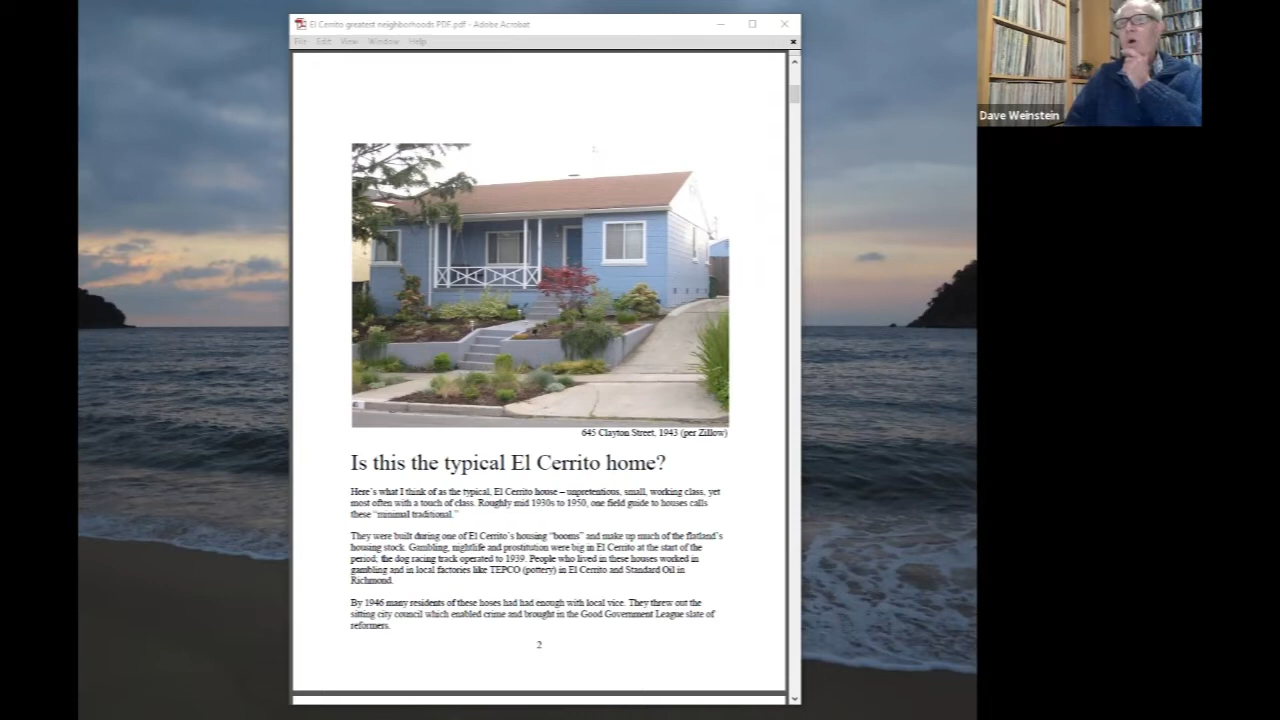 El Cerrito greatest neighborhoods PDF.pdf - Adobe Acrobat
File Edit View Window Help
Dave Weinstein
645 Clayton Street, 1943 (per Zillow)
Is this the typical El Cerrito home?
Here's what I think of as the typical, El Cerrito house – unpretentious, small, working class, yet
most often with a touch of class. Roughly mid 1930s to 1950, one field guide to houses calls
these "minimal traditional."
They were built during one of El Cerrito's housing "booms" and make up much of the flatland's
housing stock. Gambling, nightlife and prostitution were big in El Cerrito at the start of the
period; the dog racing track operated to 1939. People who lived in these houses worked in
gambling and in local factories like TEPCO (pottery) in El Cerrito and Standard Oil in
Richmond.
By 1946 many residents of these hoses had had enough with local vice. They threw out the
sitting city council which enabled crime and brought in the Good Government League slate of
reformers.
2